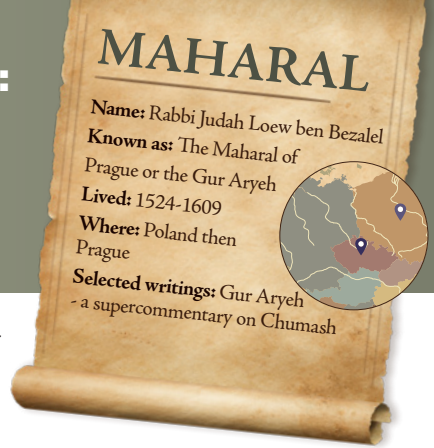 :
MAHARAL
Name: Rabbi Judah Loew ben Bezalel
Known as: The Maharal of
Prague or the Gur Aryeh
Lived: 1524-1609
Where: Poland then
Prague
Selected writings: Gur Aryeh
- a supercommentary on Chumash